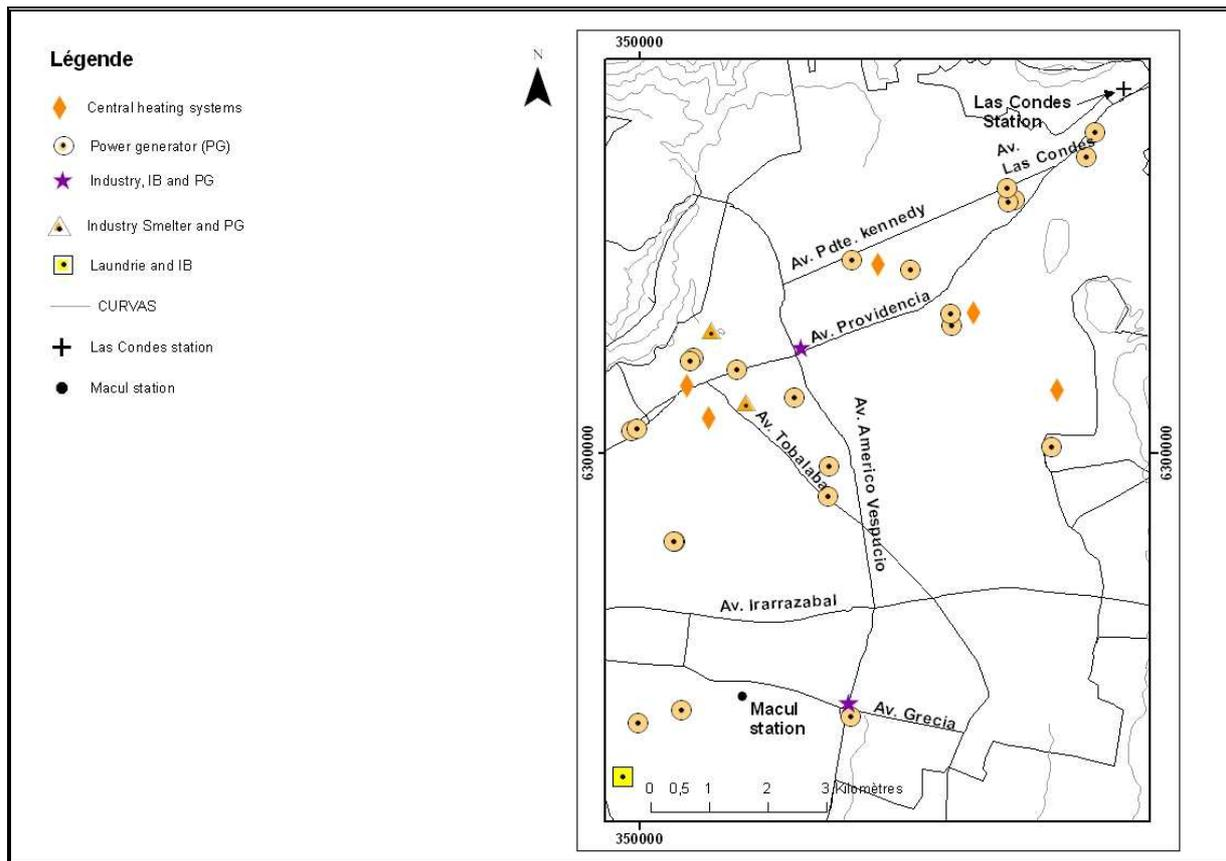 Légende
Central heating systems
Power generator (PG)
Industry, IB and PG
Industry Smelter and PG
Laundrie and IB
CURVAS
Las Condes station
Macul station
N
350000
Las Condes
Station
Av.
Las Condes
Av. Pdte. kennedy
Av. Providencia
Av. Tobalaba
Av. Americo Vespucio
6300000
6300000
Av. Irarrazabal
Macul
station
Av. Grecia
0 0,5 1 2 3 Kilomètres
350000